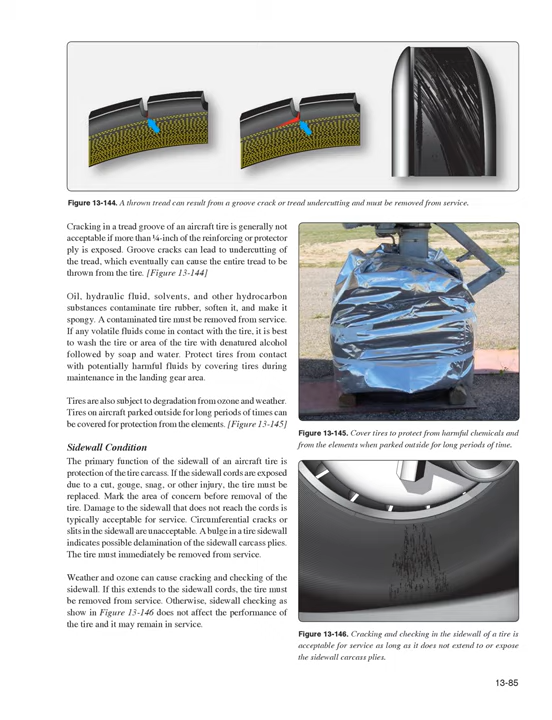 Figure 13-144. A thrown tread can result from a groove crack or tread undercutting and must be removed from service.
Cracking in a tread groove of an aircraft tire is generally not
acceptable if more than ¼-inch of the reinforcing or protector
ply is exposed. Groove cracks can lead to undercutting of
the tread, which eventually can cause the entire tread to be
thrown from the tire. [Figure 13-144]
Oil, hydraulic fluid, solvents, and other hydrocarbon
substances contaminate tire rubber, soften it, and make it
spongy. A contaminated tire must be removed from service.
If any volatile fluids come in contact with the tire, it is best
to wash the tire or area of the tire with denatured alcohol
followed by soap and water. Protect tires from contact
with potentially harmful fluids by covering tires during
maintenance in the landing gear area.
Tires are also subject to degradation from ozone and weather.
Tires on aircraft parked outside for long periods of times can
be covered for protection from the elements. [Figure 13-145]
Sidewall Condition
The primary function of the sidewall of an aircraft tire is
protection of the tire carcass. If the sidewall cords are exposed
due to a cut, gouge, snag, or other injury, the tire must be
replaced. Mark the area of concern before removal of the
tire. Damage to the sidewall that does not reach the cords is
typically acceptable for service. Circumferential cracks or
slits in the sidewall are unacceptable. A bulge in a tire sidewall
indicates possible delamination of the sidewall carcass plies.
The tire must immediately be removed from service.
Weather and ozone can cause cracking and checking of the
sidewall. If this extends to the sidewall cords, the tire must
be removed from service. Otherwise, sidewall checking as
show in Figure 13-146 does not affect the performance of
the tire and it may remain in service.
Figure 13-145. Cover tires to protect from harmful chemicals and
from the elements when parked outside for long periods of time.
Figure 13-146. Cracking and checking in the sidewall of a tire is
acceptable for service as long as it does not extend to or expose
the sidewall carcass plies.
13-85